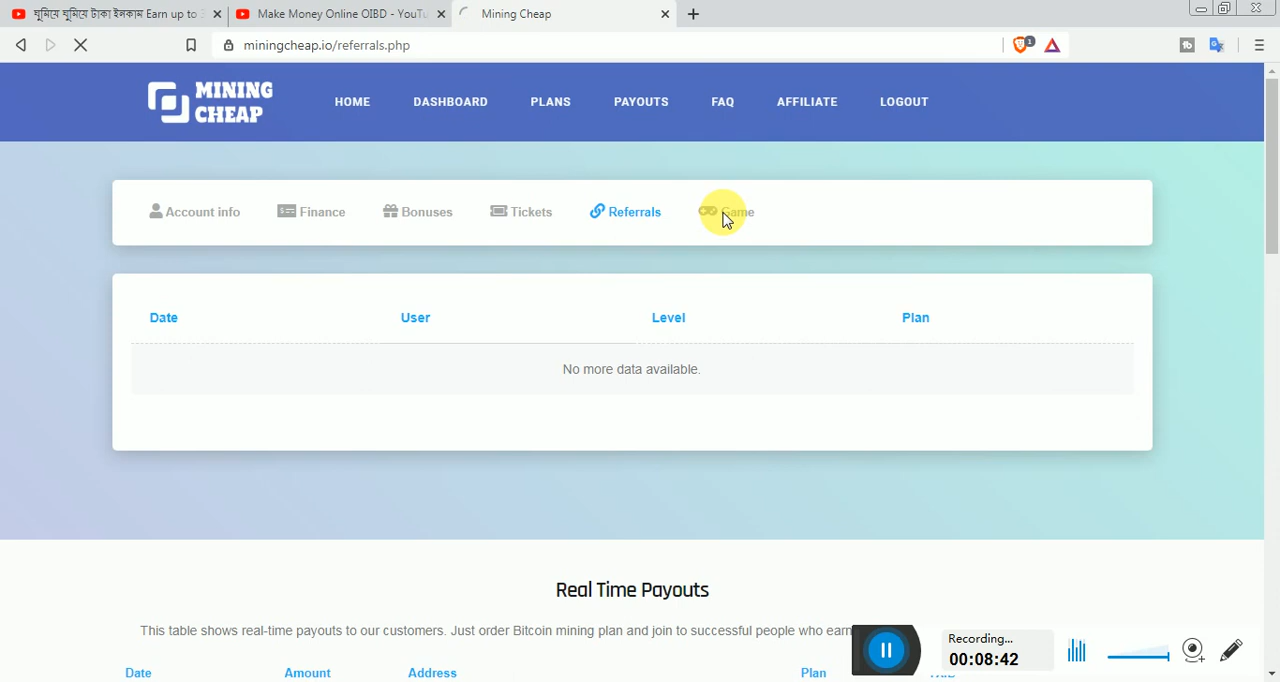 ঘুমিয়ে ঘুমিয়ে টাকা ইনকাম Earn up to
Make Money Online OIBD - YouTu
Mining Cheap
miningcheap.io/referrals.php
1
MINING
CHEAP
HOME DASHBOARD PLANS PAYOUTS FAQ AFFILIATE LOGOUT
Account info Finance Bonuses Tickets Referrals Game
Date User Level Plan
No more data available.
Real Time Payouts
This table shows real-time payouts to our customers. Just order Bitcoin mining plan and join to successful people who earn
Date Amount Address Plan
Recording...
00:08:42